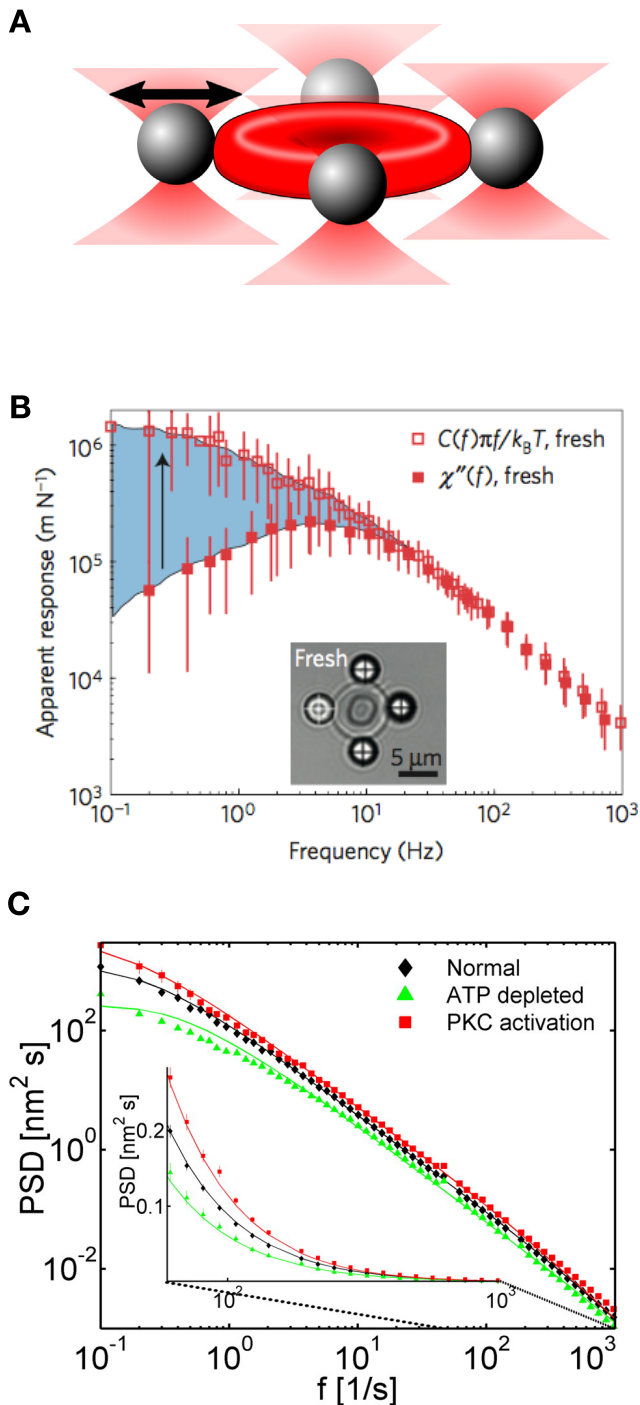 A
B
Apparent response (m N⁻¹)
10⁶
10⁵
10⁴
10³
C(f)πf/k_BT, fresh
χ″(f), fresh
Fresh
5 μm
10⁻¹ 10⁰ 10¹ 10² 10³
Frequency (Hz)
C
PSD [nm² s]
10²
10⁰
10⁻²
Normal
ATP depleted
PKC activation
PSD [nm² s]
0.2
0.1
10² 10³
10⁻¹ 10⁰ 10¹ 10² 10³
f [1/s]